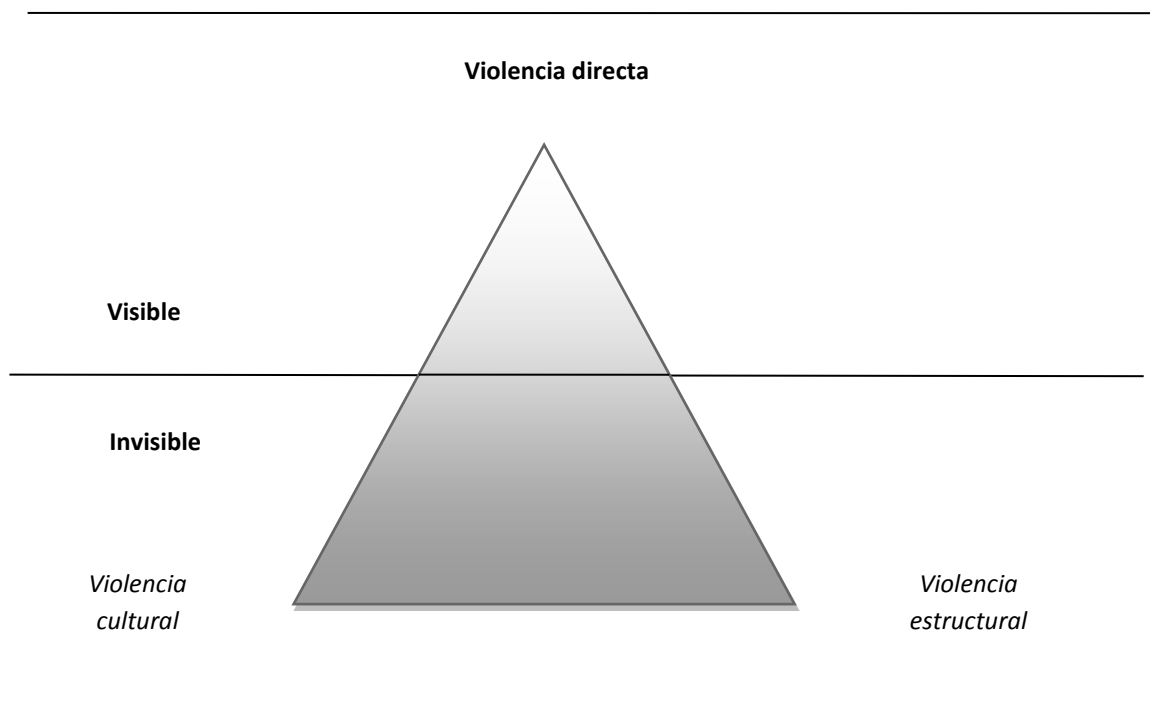 Violencia directa
Visible
Invisible
Violencia
cultural
Violencia
estructural